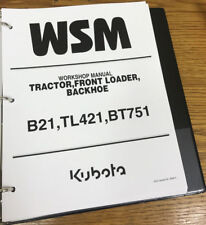 WSM
WORKSHOP MANUAL
TRACTOR,FRONT LOADER,
BACKHOE
B21,TL421,BT751
Kubota